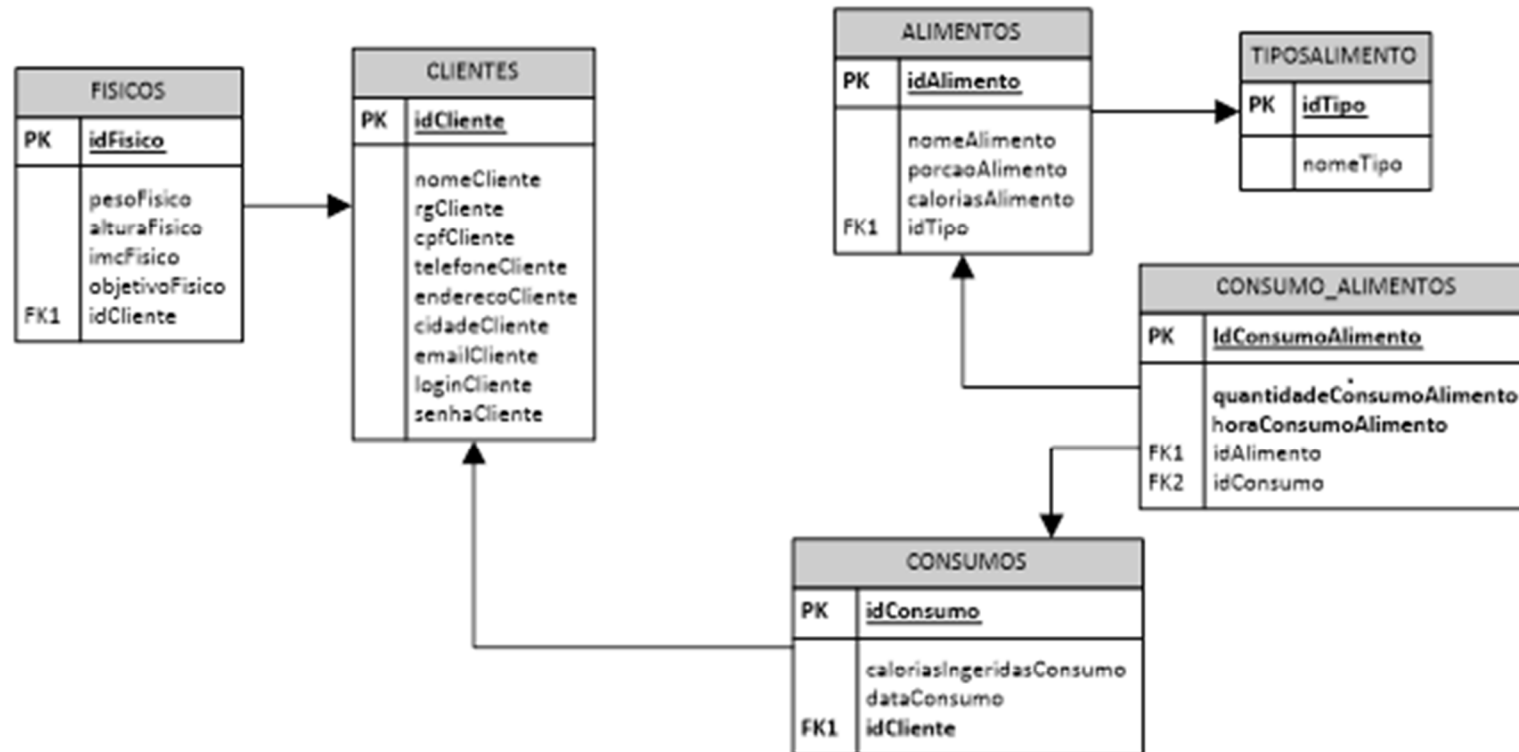 FISICOS
PK idFisico
pesoFisico
alturaFisico
imcFisico
objetivoFisico
FK1 idCliente
CLIENTES
PK idCliente
nomeCliente
rgCliente
cpfCliente
telefoneCliente
enderecoCliente
cidadeCliente
emailCliente
loginCliente
senhaCliente
ALIMENTOS
PK idAlimento
nomeAlimento
porcaoAlimento
caloriasAlimento
FK1 idTipo
TIPOSALIMENTO
PK idTipo
nomeTipo
CONSUMO_ALIMENTOS
PK IdConsumoAlimento
quantidadeConsumoAlimento
horaConsumoAlimento
FK1 idAlimento
FK2 idConsumo
CONSUMOS
PK idConsumo
caloriasIngeridasConsumo
dataConsumo
FK1 idCliente